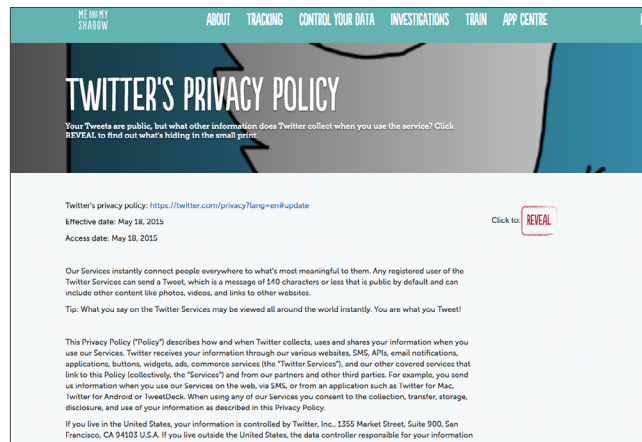 ME AND MY
SHADOW
ABOUT TRACKING CONTROL YOUR DATA INVESTIGATIONS TRAIN APP CENTRE
TWITTER'S PRIVACY POLICY
Your Tweets are public, but what other information does Twitter collect when you use the service? Click
REVEAL to find out what's hiding in the small print.
Twitter's privacy policy: https://twitter.com/privacy?lang=en#update
Effective date: May 18, 2015
Access date: May 18, 2015
Click to: REVEAL
Our Services instantly connect people everywhere to what's most meaningful to them. Any registered user of the
Twitter Services can send a Tweet, which is a message of 140 characters or less that is public by default and can
include other content like photos, videos, and links to other websites.
Tip: What you say on the Twitter Services may be viewed all around the world instantly. You are what you Tweet!
This Privacy Policy ("Policy") describes how and when Twitter collects, uses and shares your information when you
use our Services. Twitter receives your information through our various websites, SMS, APIs, email notifications,
applications, buttons, widgets, ads, commerce services (the "Twitter Services"), and our other covered services that
link to this Policy (collectively, the "Services") and from our partners and other third parties. For example, you send
us information when you use our Services on the web, via SMS, or from an application such as Twitter for Mac,
Twitter for Android or TweetDeck. When using any of our Services you consent to the collection, transfer, storage,
disclosure, and use of your information as described in this Privacy Policy.
If you live in the United States, your information is controlled by Twitter, Inc., 1355 Market Street, Suite 900, San
Francisco, CA 94103 U.S.A. If you live outside the United States, the data controller responsible for your information